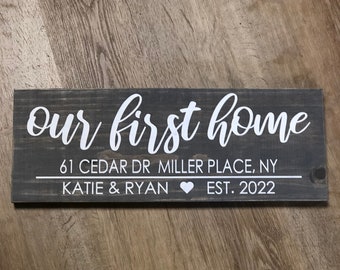 our first home
61 CEDAR DR MILLER PLACE, NY
KATIE & RYAN ♥ EST. 2022